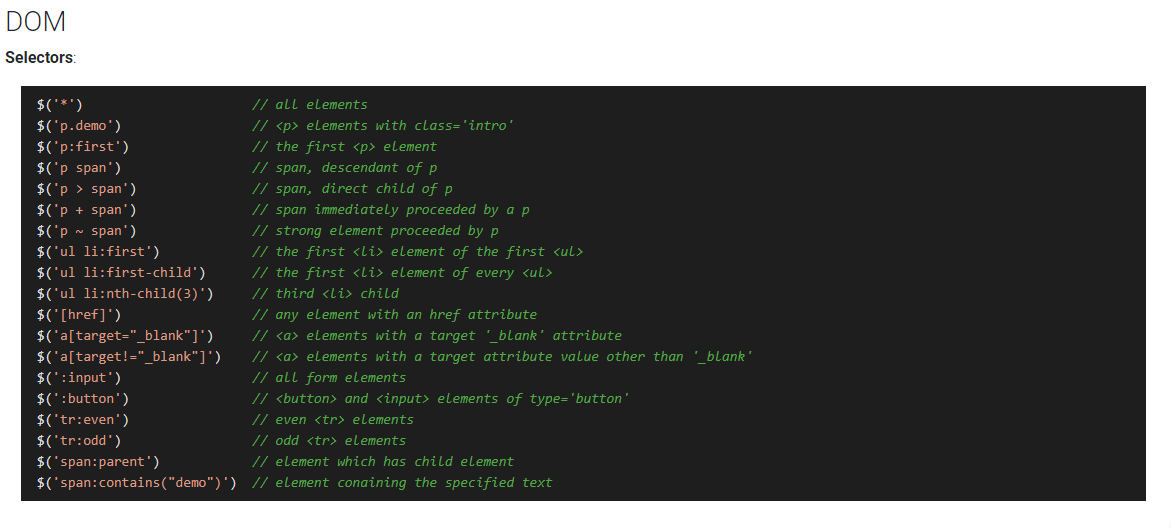 DOM
Selectors:
$('*') // all elements
$('p.demo') // <p> elements with class='intro'
$('p:first') // the first <p> element
$('p span') // span, descendant of p
$('p > span') // span, direct child of p
$('p + span') // span immediately proceeded by a p
$('p ~ span') // strong element proceeded by p
$('ul li:first') // the first <li> element of the first <ul>
$('ul li:first-child') // the first <li> element of every <ul>
$('ul li:nth-child(3)') // third <li> child
$('[href]') // any element with an href attribute
$('a[target="_blank"]') // <a> elements with a target '_blank' attribute
$('a[target!="_blank"]') // <a> elements with a target attribute value other than '_blank'
$(':input') // all form elements
$(':button') // <button> and <input> elements of type='button'
$('tr:even') // even <tr> elements
$('tr:odd') // odd <tr> elements
$('span:parent') // element which has child element
$('span:contains("demo")') // element conaining the specified text